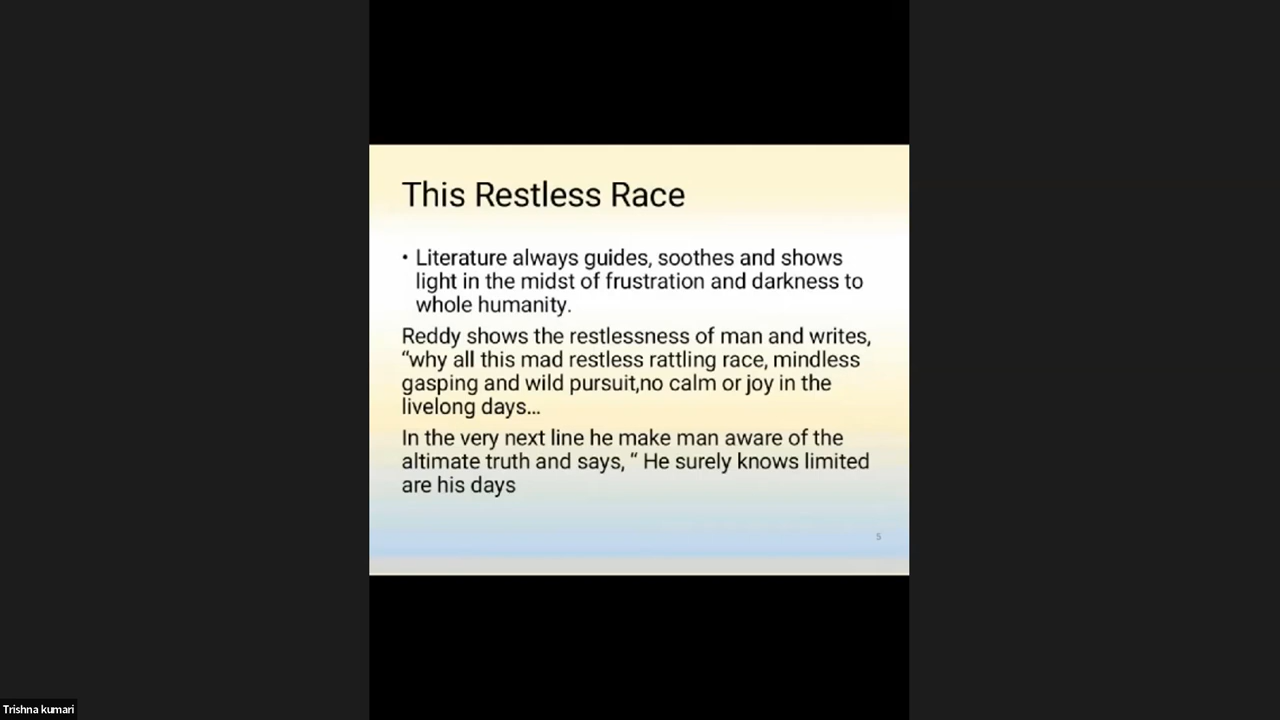 This Restless Race
• Literature always guides, soothes and shows
light in the midst of frustration and darkness to
whole humanity.
Reddy shows the restlessness of man and writes,
“why all this mad restless rattling race, mindless
gasping and wild pursuit,no calm or joy in the
livelong days...
In the very next line he make man aware of the
altimate truth and says, “ He surely knows limited
are his days
5
Trishna kumari